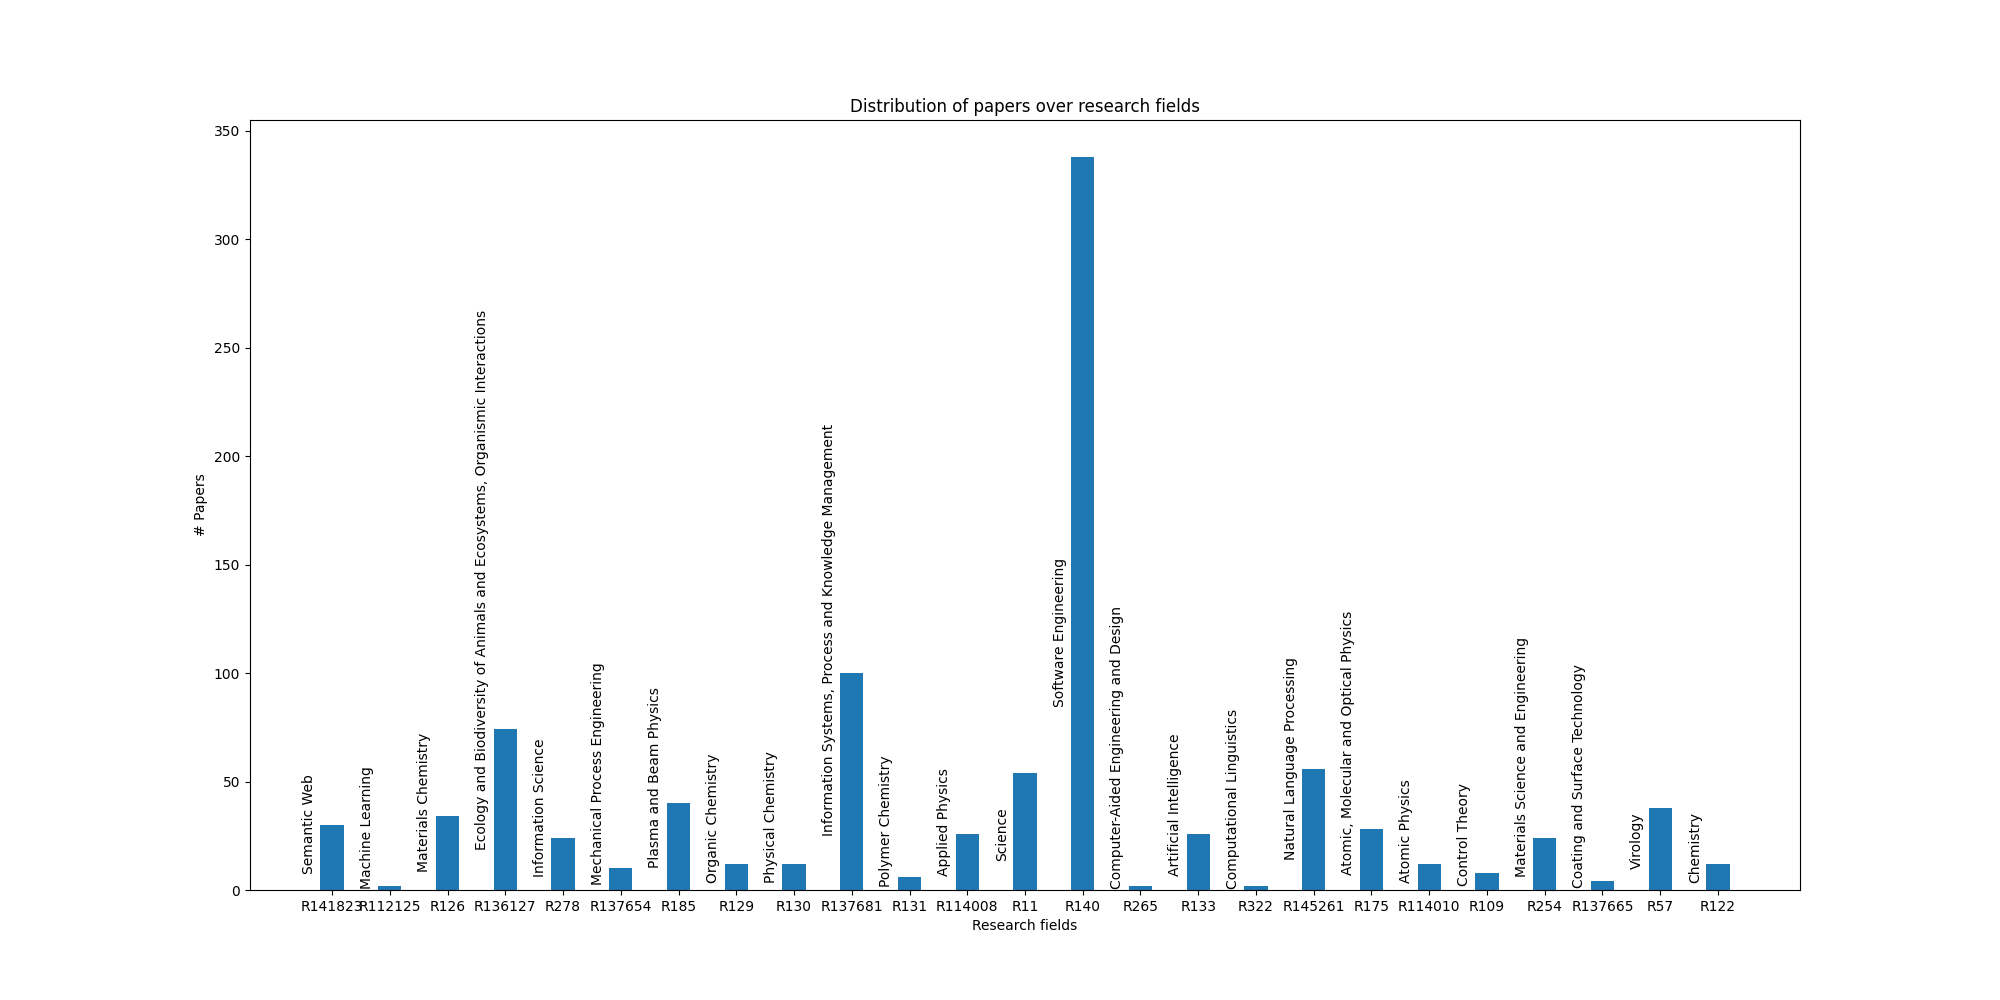 Distribution of papers over research fields
350
300
250
200
150
100
50
0
# Papers
Semantic Web
Machine Learning
Materials Chemistry
Ecology and Biodiversity of Animals and Ecosystems, Organismic Interactions
Information Science
Mechanical Process Engineering
Plasma and Beam Physics
Organic Chemistry
Physical Chemistry
Information Systems, Process and Knowledge Management
Polymer Chemistry
Applied Physics
Science
Software Engineering
Computer-Aided Engineering and Design
Artificial Intelligence
Computational Linguistics
Natural Language Processing
Atomic, Molecular and Optical Physics
Atomic Physics
Control Theory
Materials Science and Engineering
Coating and Surface Technology
Virology
Chemistry
R141823 R112125 R126 R136127 R278 R137654 R185 R129 R130 R137681 R131 R114008 R11 R140 R265 R133 R322 R145261 R175 R114010 R109 R254 R137665 R57 R122
Research fields